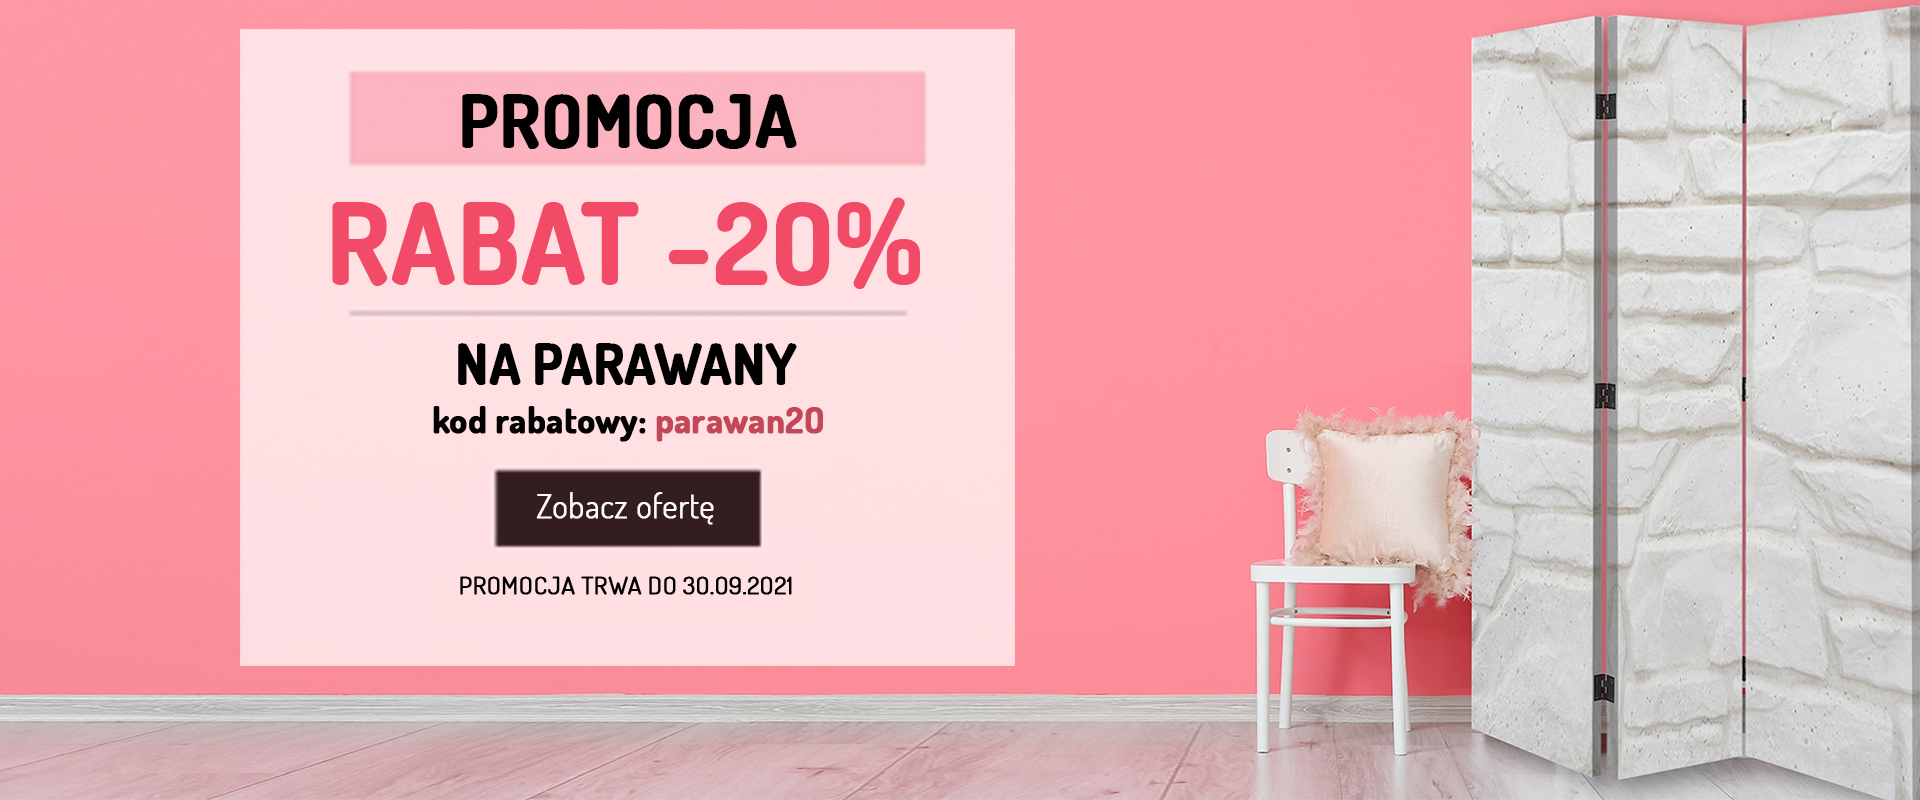 PROMOCJA
RABAT -20%
NA PARAWANY
kod rabatowy: parawan20
Zobacz ofertę
PROMOCJA TRWA DO 30.09.2021